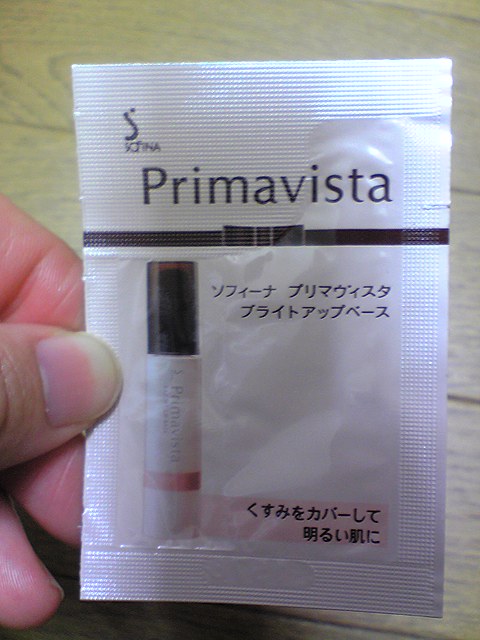 SOFINA
Primavista
ソフィーナ プリマヴィスタ
ブライトアップベース
Primavista
くすみをカバーして
明るい肌に